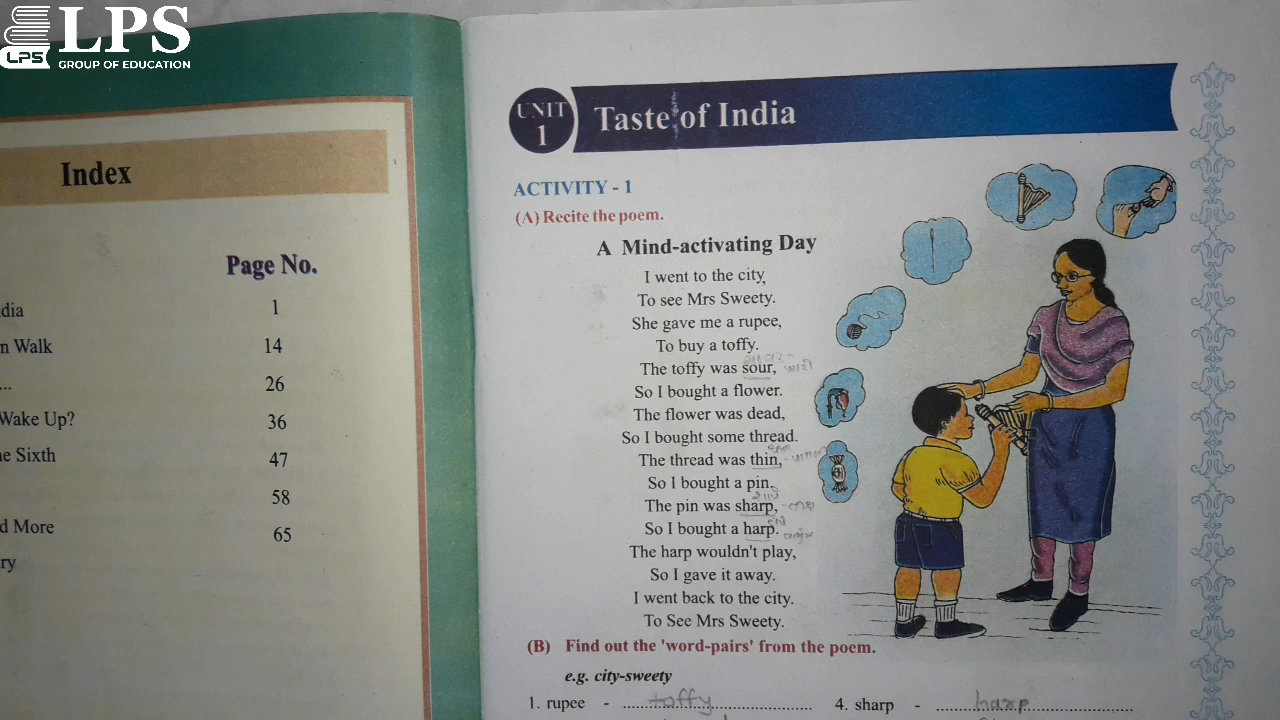 LPS
LPS
GROUP OF EDUCATION
Index
Page No.
dia 1
n Walk 14
... 26
Wake Up? 36
ne Sixth 47
58
d More 65
ry
UNIT
1
Taste of India
ACTIVITY - 1
(A) Recite the poem.
A Mind-activating Day
I went to the city,
To see Mrs Sweety.
She gave me a rupee,
To buy a toffy.
The toffy was sour,
So I bought a flower.
The flower was dead,
So I bought some thread.
The thread was thin,
So I bought a pin.
The pin was sharp,
So I bought a harp.
The harp wouldn't play,
So I gave it away.
I went back to the city.
To See Mrs Sweety.
(B) Find out the 'word-pairs' from the poem.
e.g. city-sweety
1. rupee - toffy 4. sharp - harp